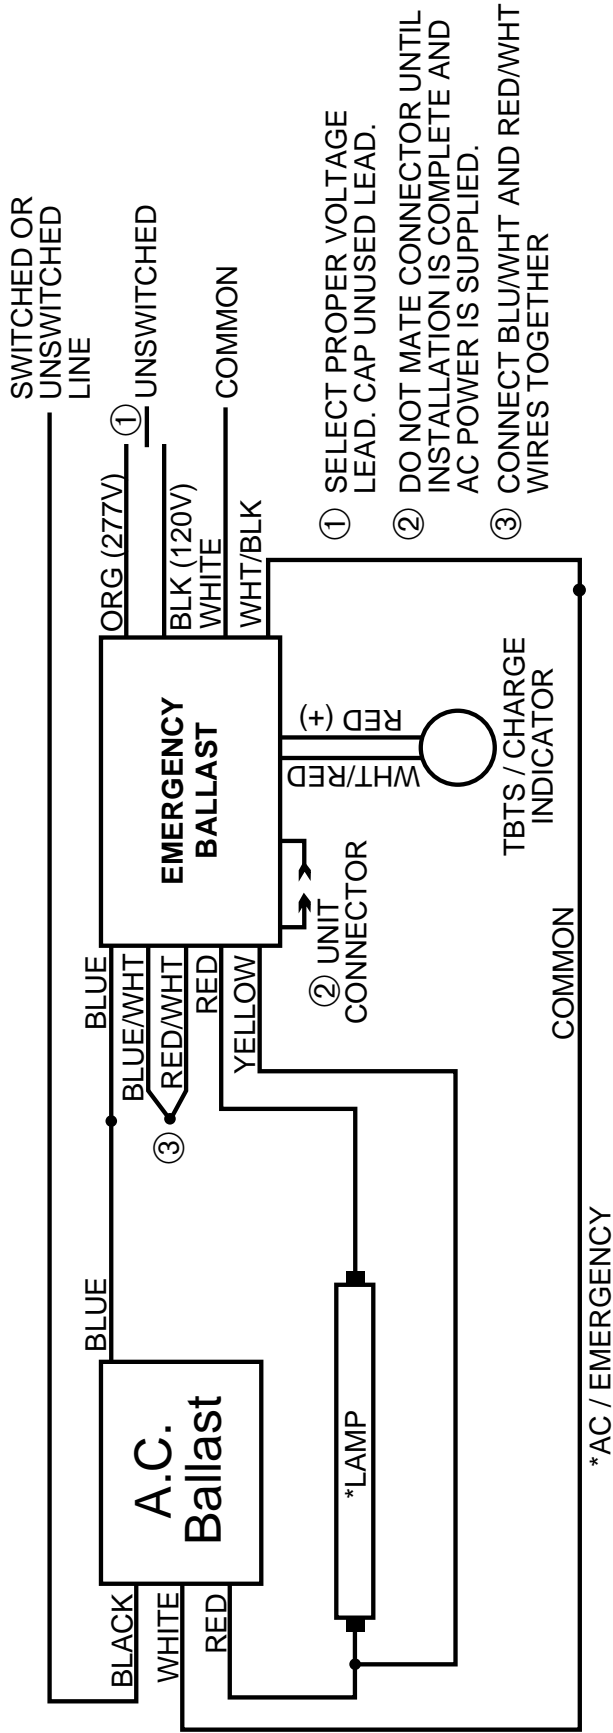 SWITCHED OR
UNSWITCHED
LINE
① UNSWITCHED
COMMON
ORG (277V)
BLK (120V)
WHITE
WHT/BLK
EMERGENCY
BALLAST
BLUE
BLUE/WHT
RED/WHT
RED
YELLOW
③
② UNIT
CONNECTOR
WHT/RED
RED (+)
TBTS / CHARGE
INDICATOR
BLUE
A.C.
Ballast
BLACK
WHITE
RED
*LAMP
COMMON
*AC / EMERGENCY
① SELECT PROPER VOLTAGE
LEAD. CAP UNUSED LEAD.
② DO NOT MATE CONNECTOR UNTIL
INSTALLATION IS COMPLETE AND
AC POWER IS SUPPLIED.
③ CONNECT BLU/WHT AND RED/WHT
WIRES TOGETHER